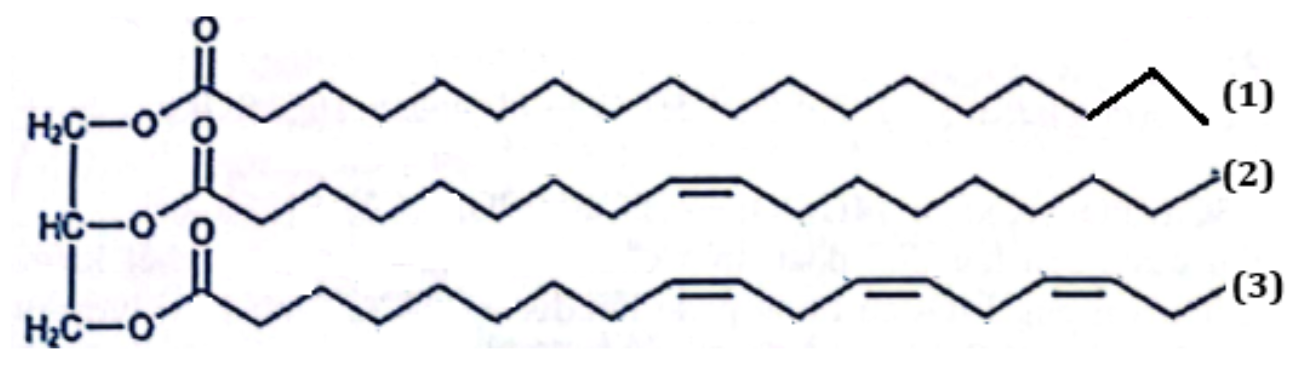 O
(1)
H₂C—O
O
(2)
HC—O
O
(3)
H₂C—O